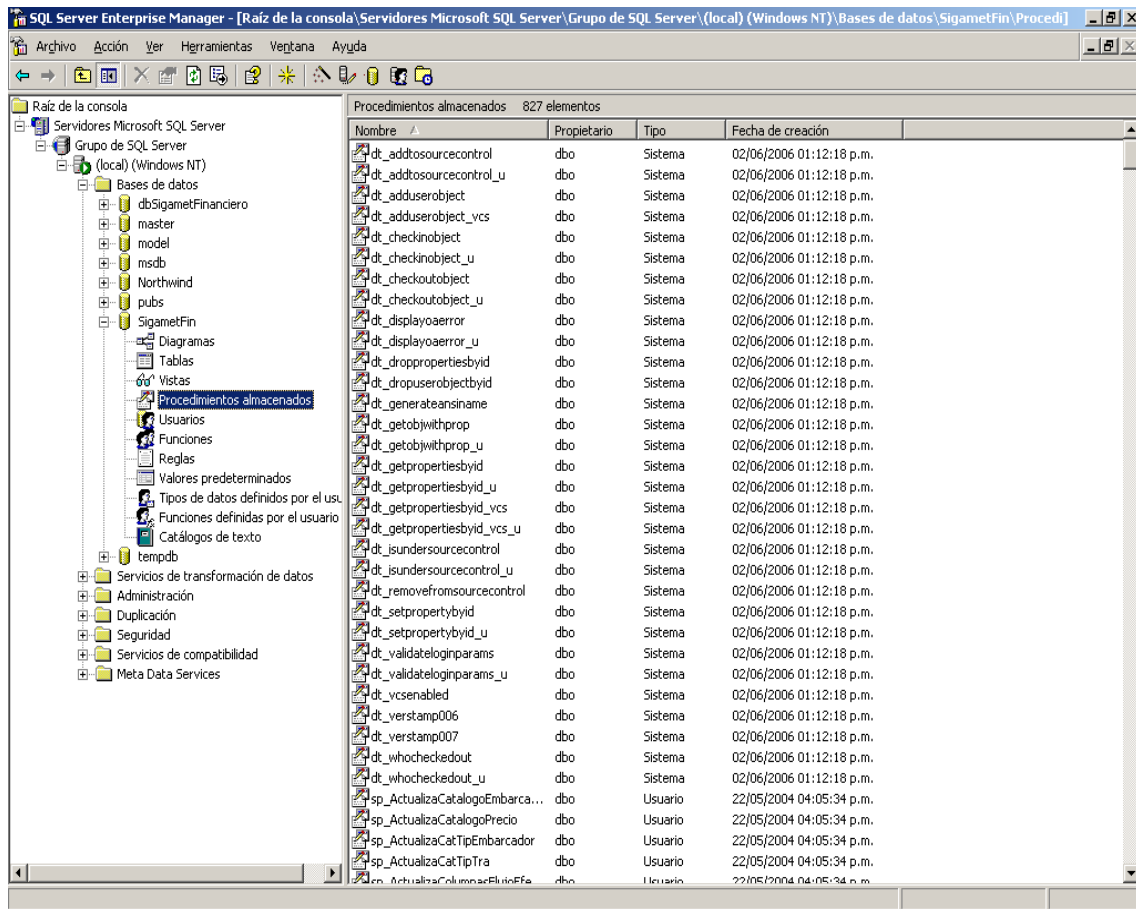 SQL Server Enterprise Manager - [Raíz de la consola\Servidores Microsoft SQL Server\Grupo de SQL Server\(local) (Windows NT)\Bases de datos\SigametFin\Procedi]
Archivo Acción Ver Herramientas Ventana Ayuda
Raíz de la consola
Servidores Microsoft SQL Server
Grupo de SQL Server
(local) (Windows NT)
Bases de datos
dbSigametFinanciero
master
model
msdb
Northwind
pubs
SigametFin
Diagramas
Tablas
Vistas
Procedimientos almacenados
Usuarios
Funciones
Reglas
Valores predeterminados
Tipos de datos definidos por el usu
Funciones definidas por el usuario
Catálogos de texto
tempdb
Servicios de transformación de datos
Administración
Duplicación
Seguridad
Servicios de compatibilidad
Meta Data Services
Procedimientos almacenados 827 elementos
Nombre Propietario Tipo Fecha de creación
dt_addtosourcecontrol dbo Sistema 02/06/2006 01:12:18 p.m.
dt_addtosourcecontrol_u dbo Sistema 02/06/2006 01:12:18 p.m.
dt_adduserobject dbo Sistema 02/06/2006 01:12:18 p.m.
dt_adduserobject_vcs dbo Sistema 02/06/2006 01:12:18 p.m.
dt_checkinobject dbo Sistema 02/06/2006 01:12:18 p.m.
dt_checkinobject_u dbo Sistema 02/06/2006 01:12:18 p.m.
dt_checkoutobject dbo Sistema 02/06/2006 01:12:18 p.m.
dt_checkoutobject_u dbo Sistema 02/06/2006 01:12:18 p.m.
dt_displayoaerror dbo Sistema 02/06/2006 01:12:18 p.m.
dt_displayoaerror_u dbo Sistema 02/06/2006 01:12:18 p.m.
dt_droppropertiesbyid dbo Sistema 02/06/2006 01:12:18 p.m.
dt_dropuserobjectbyid dbo Sistema 02/06/2006 01:12:18 p.m.
dt_generateansiname dbo Sistema 02/06/2006 01:12:18 p.m.
dt_getobjwithprop dbo Sistema 02/06/2006 01:12:18 p.m.
dt_getobjwithprop_u dbo Sistema 02/06/2006 01:12:18 p.m.
dt_getpropertiesbyid dbo Sistema 02/06/2006 01:12:18 p.m.
dt_getpropertiesbyid_u dbo Sistema 02/06/2006 01:12:18 p.m.
dt_getpropertiesbyid_vcs dbo Sistema 02/06/2006 01:12:18 p.m.
dt_getpropertiesbyid_vcs_u dbo Sistema 02/06/2006 01:12:18 p.m.
dt_isundersourcecontrol dbo Sistema 02/06/2006 01:12:18 p.m.
dt_isundersourcecontrol_u dbo Sistema 02/06/2006 01:12:18 p.m.
dt_removefromsourcecontrol dbo Sistema 02/06/2006 01:12:18 p.m.
dt_setpropertybyid dbo Sistema 02/06/2006 01:12:18 p.m.
dt_setpropertybyid_u dbo Sistema 02/06/2006 01:12:18 p.m.
dt_validateloginparams dbo Sistema 02/06/2006 01:12:18 p.m.
dt_validateloginparams_u dbo Sistema 02/06/2006 01:12:18 p.m.
dt_vcsenabled dbo Sistema 02/06/2006 01:12:18 p.m.
dt_verstamp006 dbo Sistema 02/06/2006 01:12:18 p.m.
dt_verstamp007 dbo Sistema 02/06/2006 01:12:18 p.m.
dt_whocheckedout dbo Sistema 02/06/2006 01:12:18 p.m.
dt_whocheckedout_u dbo Sistema 02/06/2006 01:12:18 p.m.
sp_ActualizaCatalogoEmbarca... dbo Usuario 22/05/2004 04:05:34 p.m.
sp_ActualizaCatalogoPrecio dbo Usuario 22/05/2004 04:05:34 p.m.
sp_ActualizaCatTipEmbarcador dbo Usuario 22/05/2004 04:05:34 p.m.
sp_ActualizaCatTipTra dbo Usuario 22/05/2004 04:05:34 p.m.
sp_ActualizaColumnasFlujoEfe dbo Usuario 22/05/2004 04:05:34 p.m.